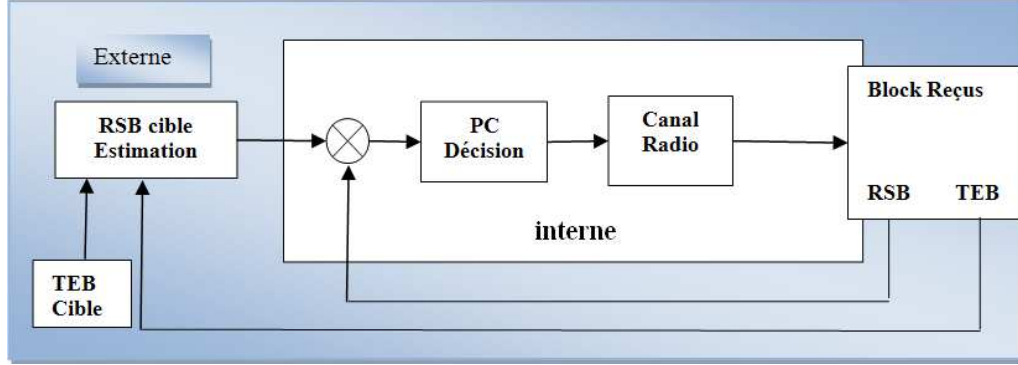 Externe
RSB cible
Estimation
PC
Décision
Canal
Radio
Block Reçus
RSB TEB
interne
TEB
Cible